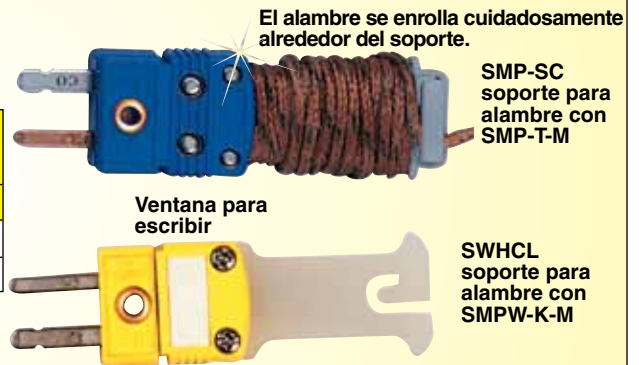 El alambre se enrolla cuidadosamente
alrededor del soporte.
SMP-SC
soporte para
alambre con
SMP-T-M
CO
Ventana para
escribir
SWHCL
soporte para
alambre con
SMPW-K-M